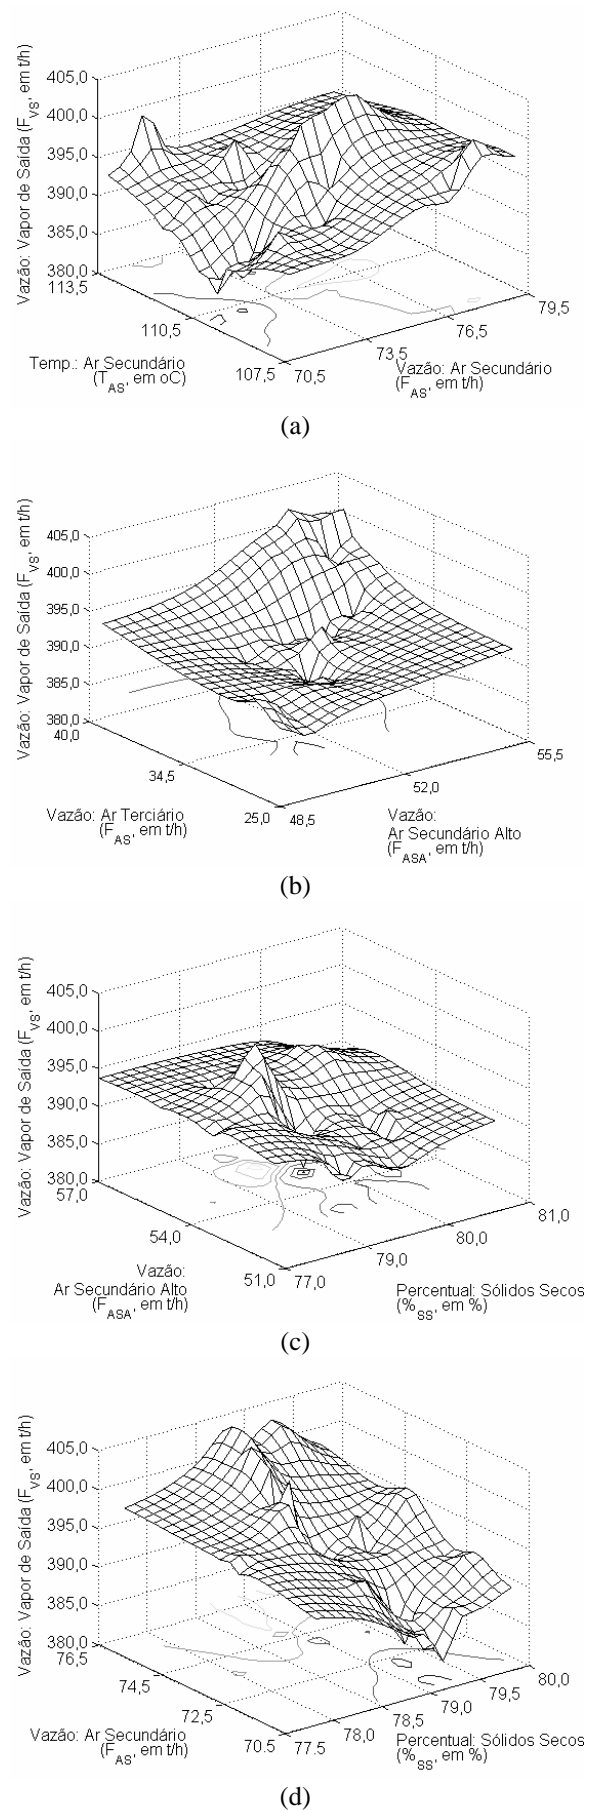 Vazão: Vapor de Saída (F_VS, em t/h)
405,0
400,0
395,0
390,0
385,0
380,0
113,5
110,5
107,5
70,5
73,5
76,5
79,5
Temp.: Ar Secundário
(T_AS, em oC)
Vazão: Ar Secundário
(F_AS, em t/h)
(a)
Vazão: Vapor de Saída (F_VS, em t/h)
405,0
400,0
395,0
390,0
385,0
380,0
40,0
34,5
25,0
48,5
52,0
55,5
Vazão: Ar Terciário
(F_AS, em t/h)
Vazão:
Ar Secundário Alto
(F_ASA, em t/h)
(b)
Vazão: Vapor de Saída (F_VS, em t/h)
405,0
400,0
395,0
390,0
385,0
380,0
57,0
54,0
51,0
77,0
79,0
80,0
81,0
Vazão:
Ar Secundário Alto
(F_ASA, em t/h)
Percentual: Sólidos Secos
(%_SS, em %)
(c)
Vazão: Vapor de Saída (F_VS, em t/h)
405,0
400,0
395,0
390,0
385,0
380,0
76,5
74,5
72,5
70.5
77.5
78,0
78,5
79,0
79,5
80,0
Vazão: Ar Secundário
(F_AS, em t/h)
Percentual: Sólidos Secos
(%_SS, em %)
(d)